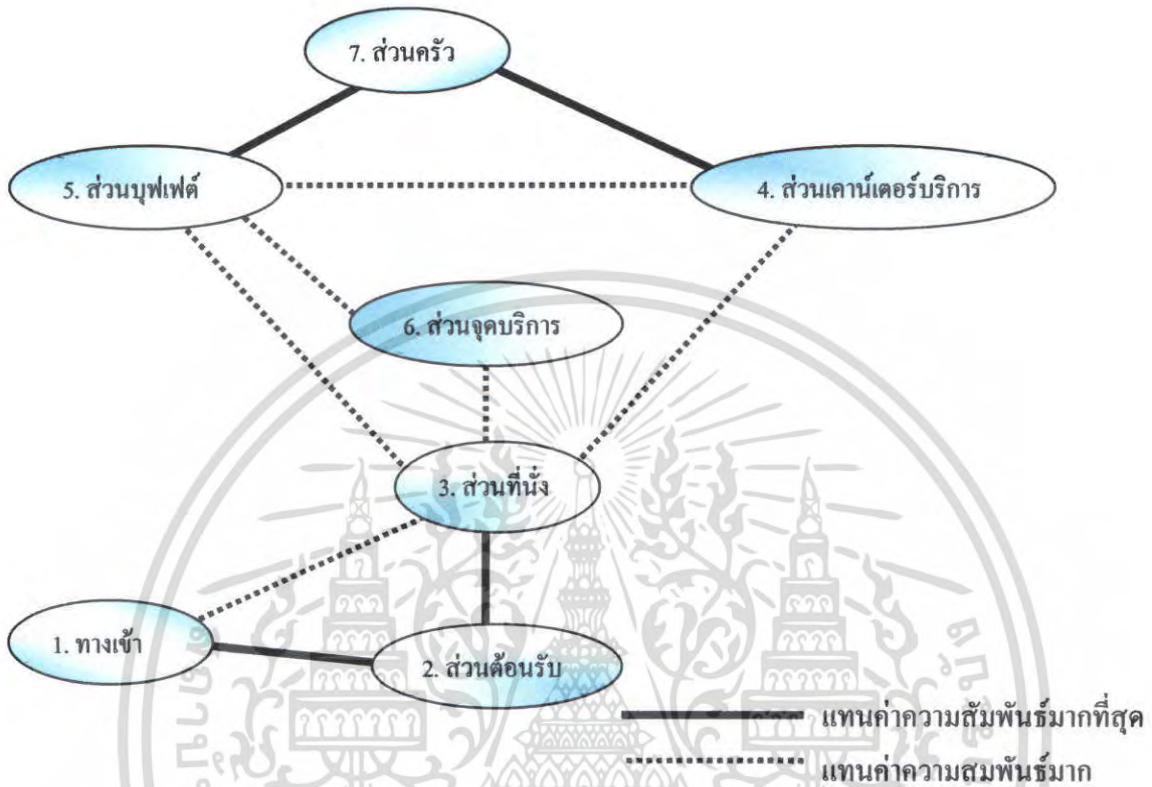 7. ส่วนครัว
5. ส่วนบุฟเฟต์
4. ส่วนเคาน์เตอร์บริการ
6. ส่วนจุดบริการ
3. ส่วนที่นั่ง
1. ทางเข้า
2. ส่วนต้อนรับ
แทนค่าความสัมพันธ์มากที่สุด
แทนค่าความสมพันธ์มาก